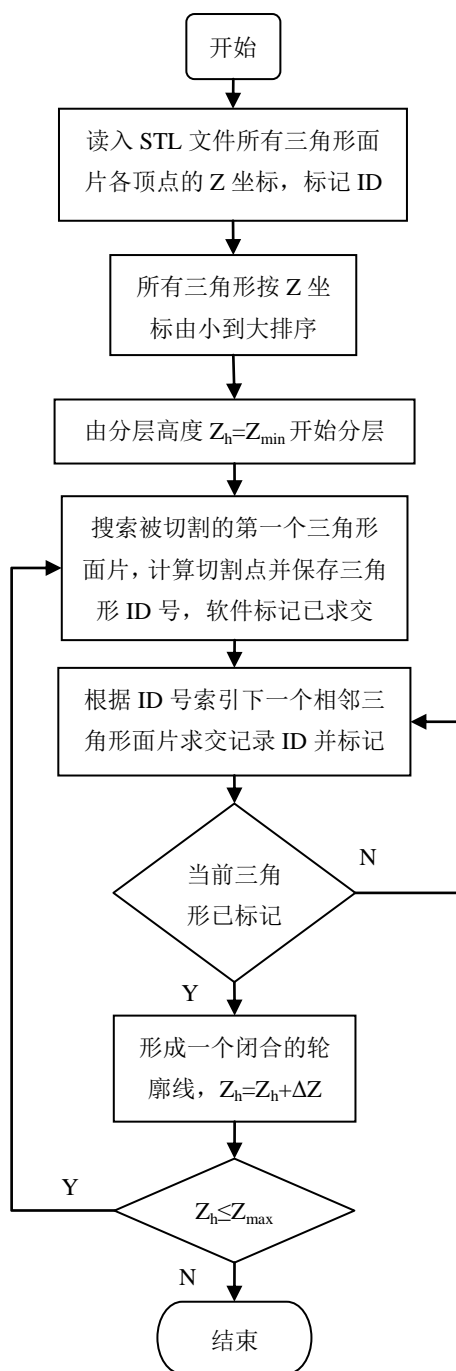 开始
读入 STL 文件所有三角形面
片各顶点的 Z 坐标，标记 ID
所有三角形按 Z 坐
标由小到大排序
由分层高度 Zh=Zmin 开始分层
搜索被切割的第一个三角形
面片，计算切割点并保存三角
形 ID 号，软件标记已求交
根据 ID 号索引下一个相邻三
角形面片求交记录 ID 并标记
当前三角
形已标记
N
Y
形成一个闭合的轮
廓线，Zh=Zh+ΔZ
Y
Zh≤Zmax
N
结束